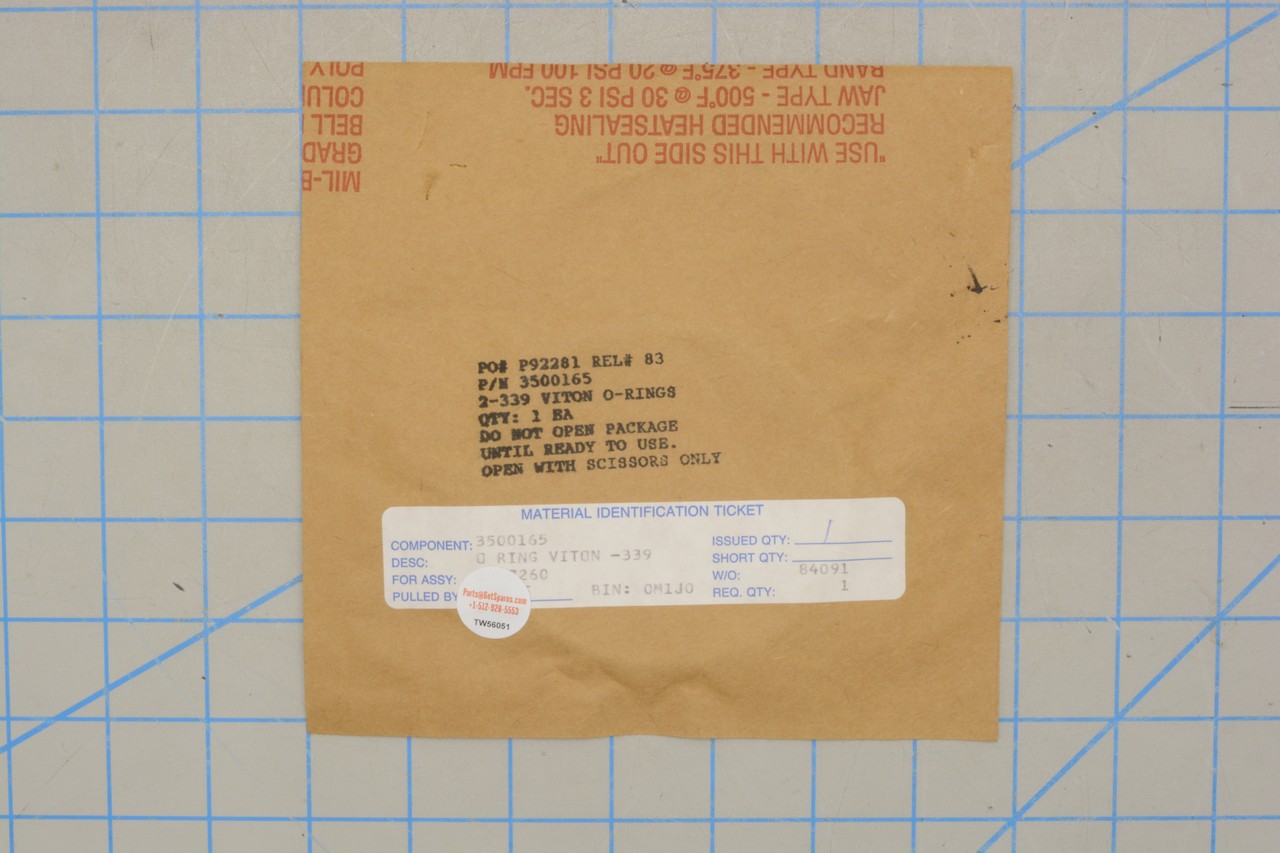 POLY
COLU
BELL
GRAD
MIL-B
BAND TYPE - 375°F @ 20 PSI 100 FPM
JAW TYPE - 500°F @ 30 PSI 3 SEC.
RECOMMENDED HEATSEALING
"USE WITH THIS SIDE OUT"
PO# P92281 REL# 83
P/N 3500165
2-339 VITON O-RINGS
QTY: 1 EA
DO NOT OPEN PACKAGE
UNTIL READY TO USE.
OPEN WITH SCISSORS ONLY
MATERIAL IDENTIFICATION TICKET
COMPONENT: 3500165
DESC: O RING VITON -339
FOR ASSY: 260
PULLED BY
BIN: OM1JO
ISSUED QTY: 1
SHORT QTY:
W/O: 84091
REQ. QTY: 1
Parts@GetSpares.com
+1-512-928-5553
TW56051